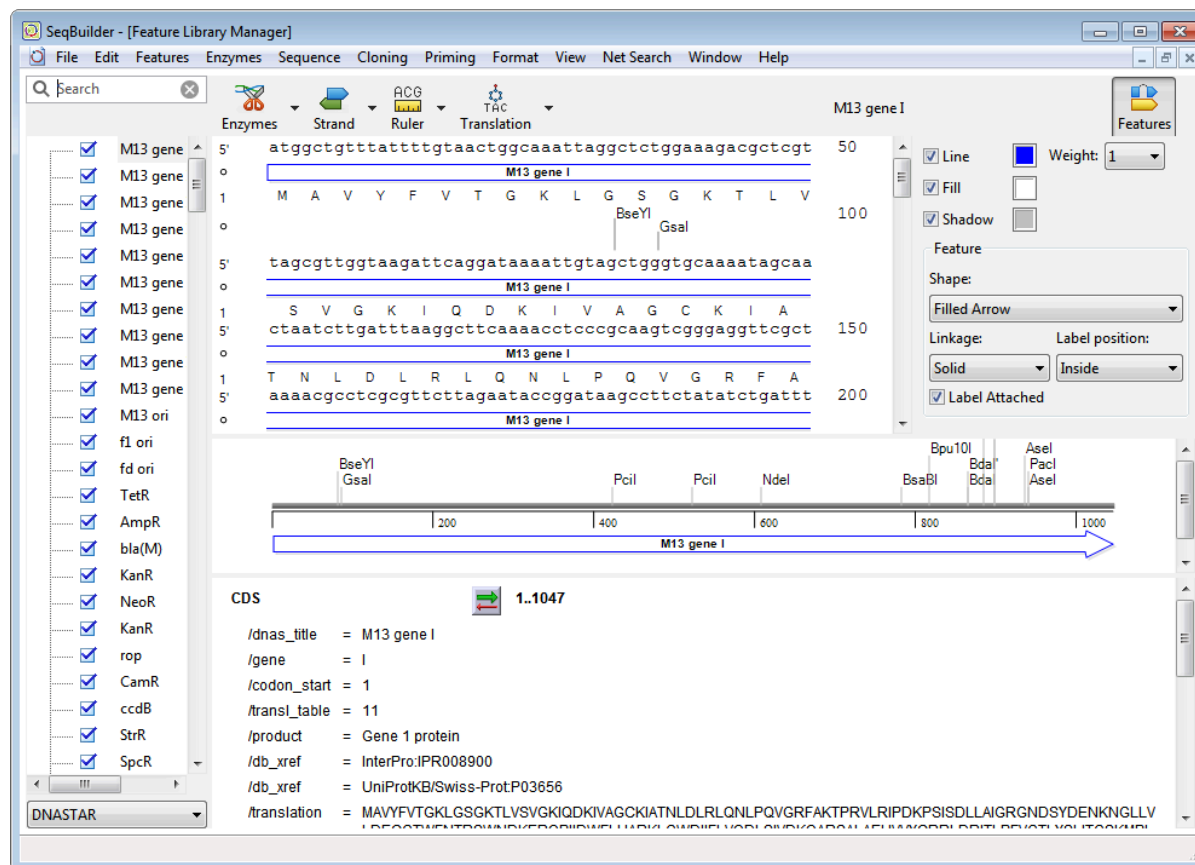 SeqBuilder - [Feature Library Manager]
File Edit Features Enzymes Sequence Cloning Priming Format View Net Search Window Help
Search
ACG
TAC
Enzymes Strand Ruler Translation
M13 gene I
Features
M13 gene
M13 gene
M13 gene
M13 gene
M13 gene
M13 gene
M13 gene
M13 gene
M13 gene
M13 gene
M13 ori
f1 ori
fd ori
TetR
AmpR
bla(M)
KanR
NeoR
KanR
rop
CamR
ccdB
StrR
SpcR
DNASTAR
5' atggctgtttattttgtaactggcaaattaggctctggaaagacgctcgt 50
M13 gene I
1 M A V Y F V T G K L G S G K T L V
BseYI 100
GsaI
5' tagcgttggtaagattcaggataaaattgtagctgggtgcaaaatagcaa
M13 gene I
1 S V G K I Q D K I V A G C K I A
5' ctaatcttgatttaaggcttcaaaacctcccgcaagtcgggaggttcgct 150
M13 gene I
1 T N L D L R L Q N L P Q V G R F A
5' aaaacgcctcgcgttcttagaataccggataagccttctatatctgattt 200
M13 gene I
Line Weight: 1
Fill
Shadow
Feature
Shape:
Filled Arrow
Linkage: Label position:
Solid Inside
Label Attached
Bpu10I AseI
BseYI BdaI' PacI
GsaI PciI PciI NdeI BsaBI BdaI AseI
200 400 600 800 1000
M13 gene I
CDS 1..1047
/dnas_title = M13 gene I
/gene = I
/codon_start = 1
/transl_table = 11
/product = Gene 1 protein
/db_xref = InterPro:IPR008900
/db_xref = UniProtKB/Swiss-Prot:P03656
/translation = MAVYFVTGKLGSGKTLVSVGKIQDKIVAGCKIATNLDLRLQNLPQVGRFAKTPRVLRIPDKPSISDLLAIGRGNDSYDENKNGLLV